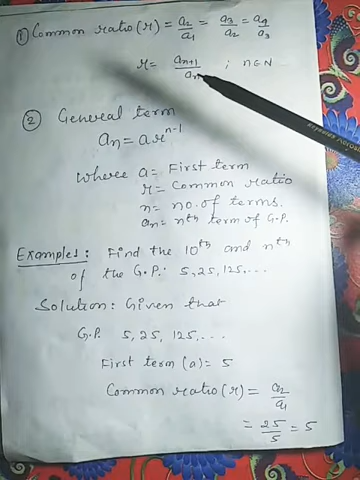 ① Common ratio (r) = a₂/a₁ = a₃/a₂ = a₄/a₃
r = aₙ₊₁/aₙ ; n∈N
② General term
aₙ = arⁿ⁻¹
Where a = First term
r = Common ratio
n = no. of terms.
aₙ = nᵗʰ term of G.P.
Examples: Find the 10ᵗʰ and nᵗʰ
of the G.P: 5, 25, 125, ...
Solution: Given that
G.P. 5, 25, 125, ...
First term (a) = 5
Common ratio (r) = a₂/a₁
= 25/5 = 5